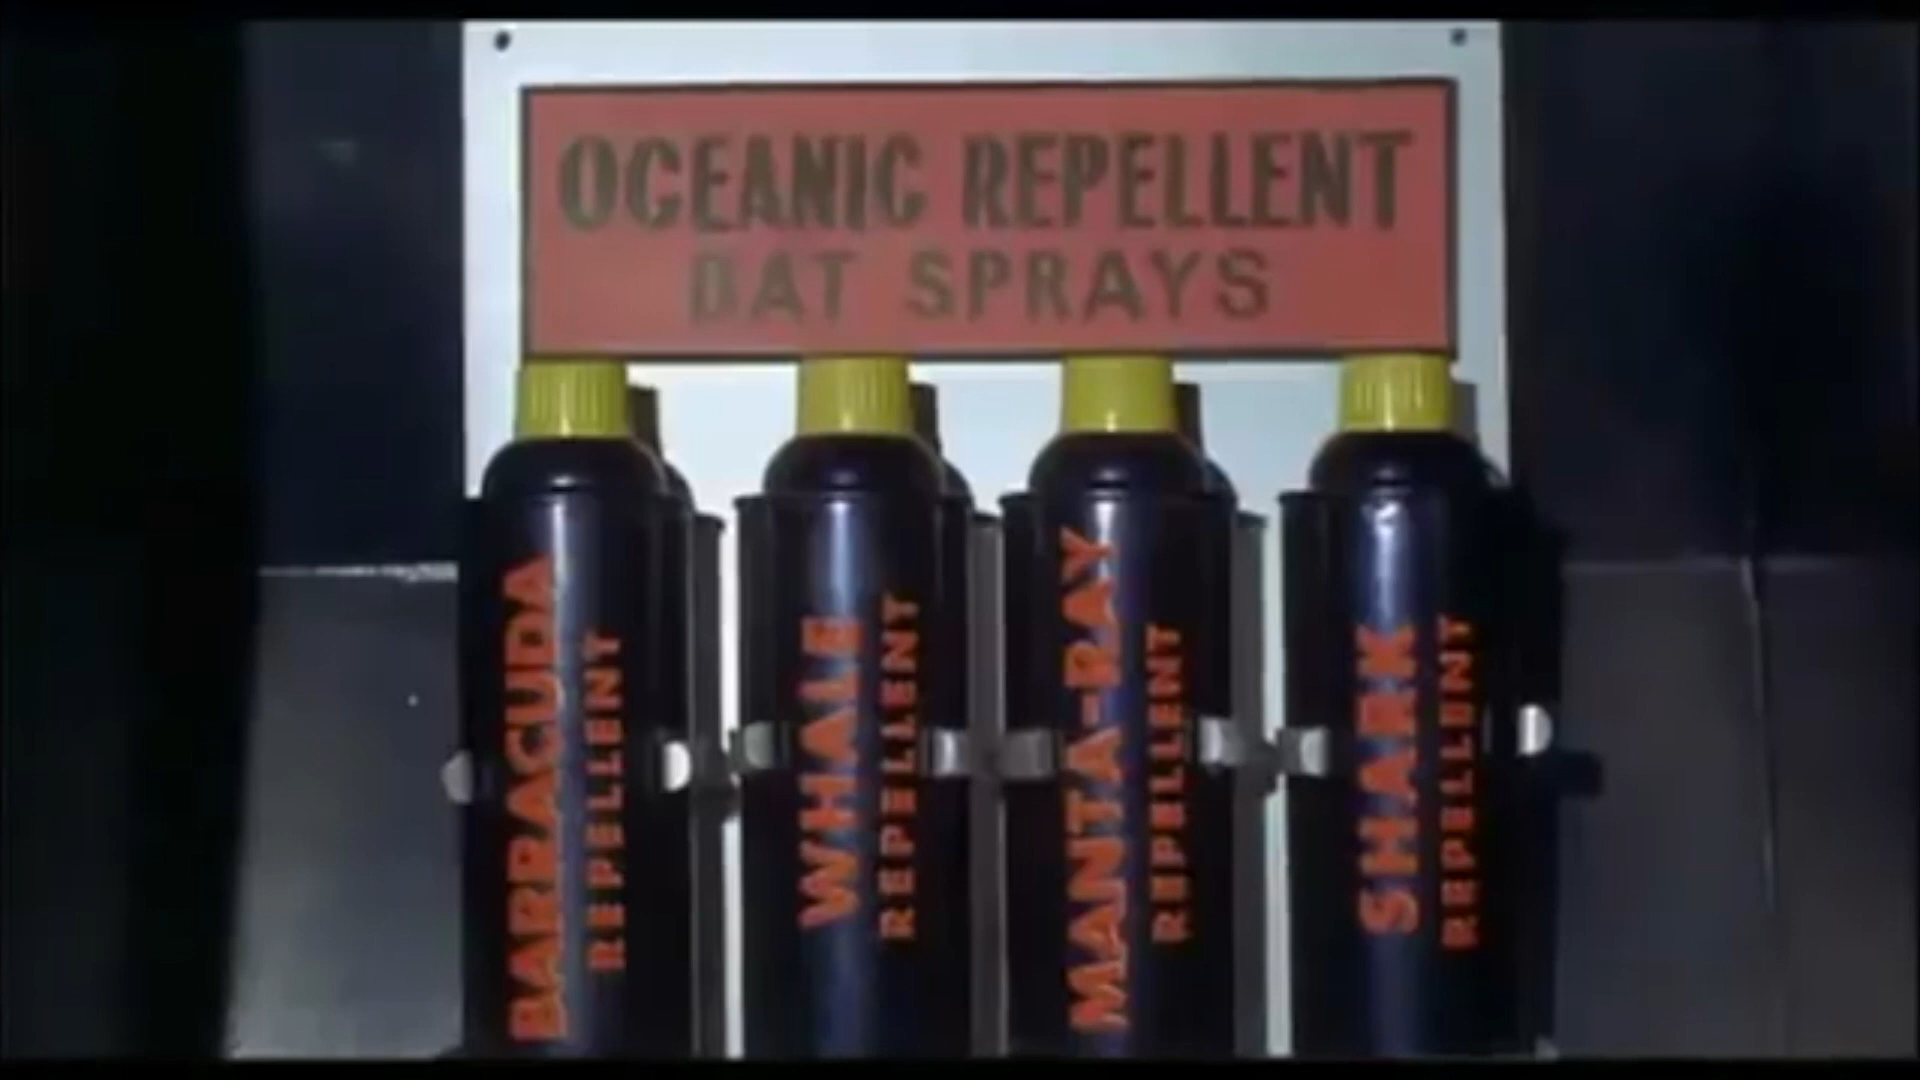 OCEANIC REPELLENT
BAT SPRAYS
BARRACUDA
REPELLENT
WHALE
REPELLENT
MANTA-RAY
REPELLENT
SHARK
REPELLENT